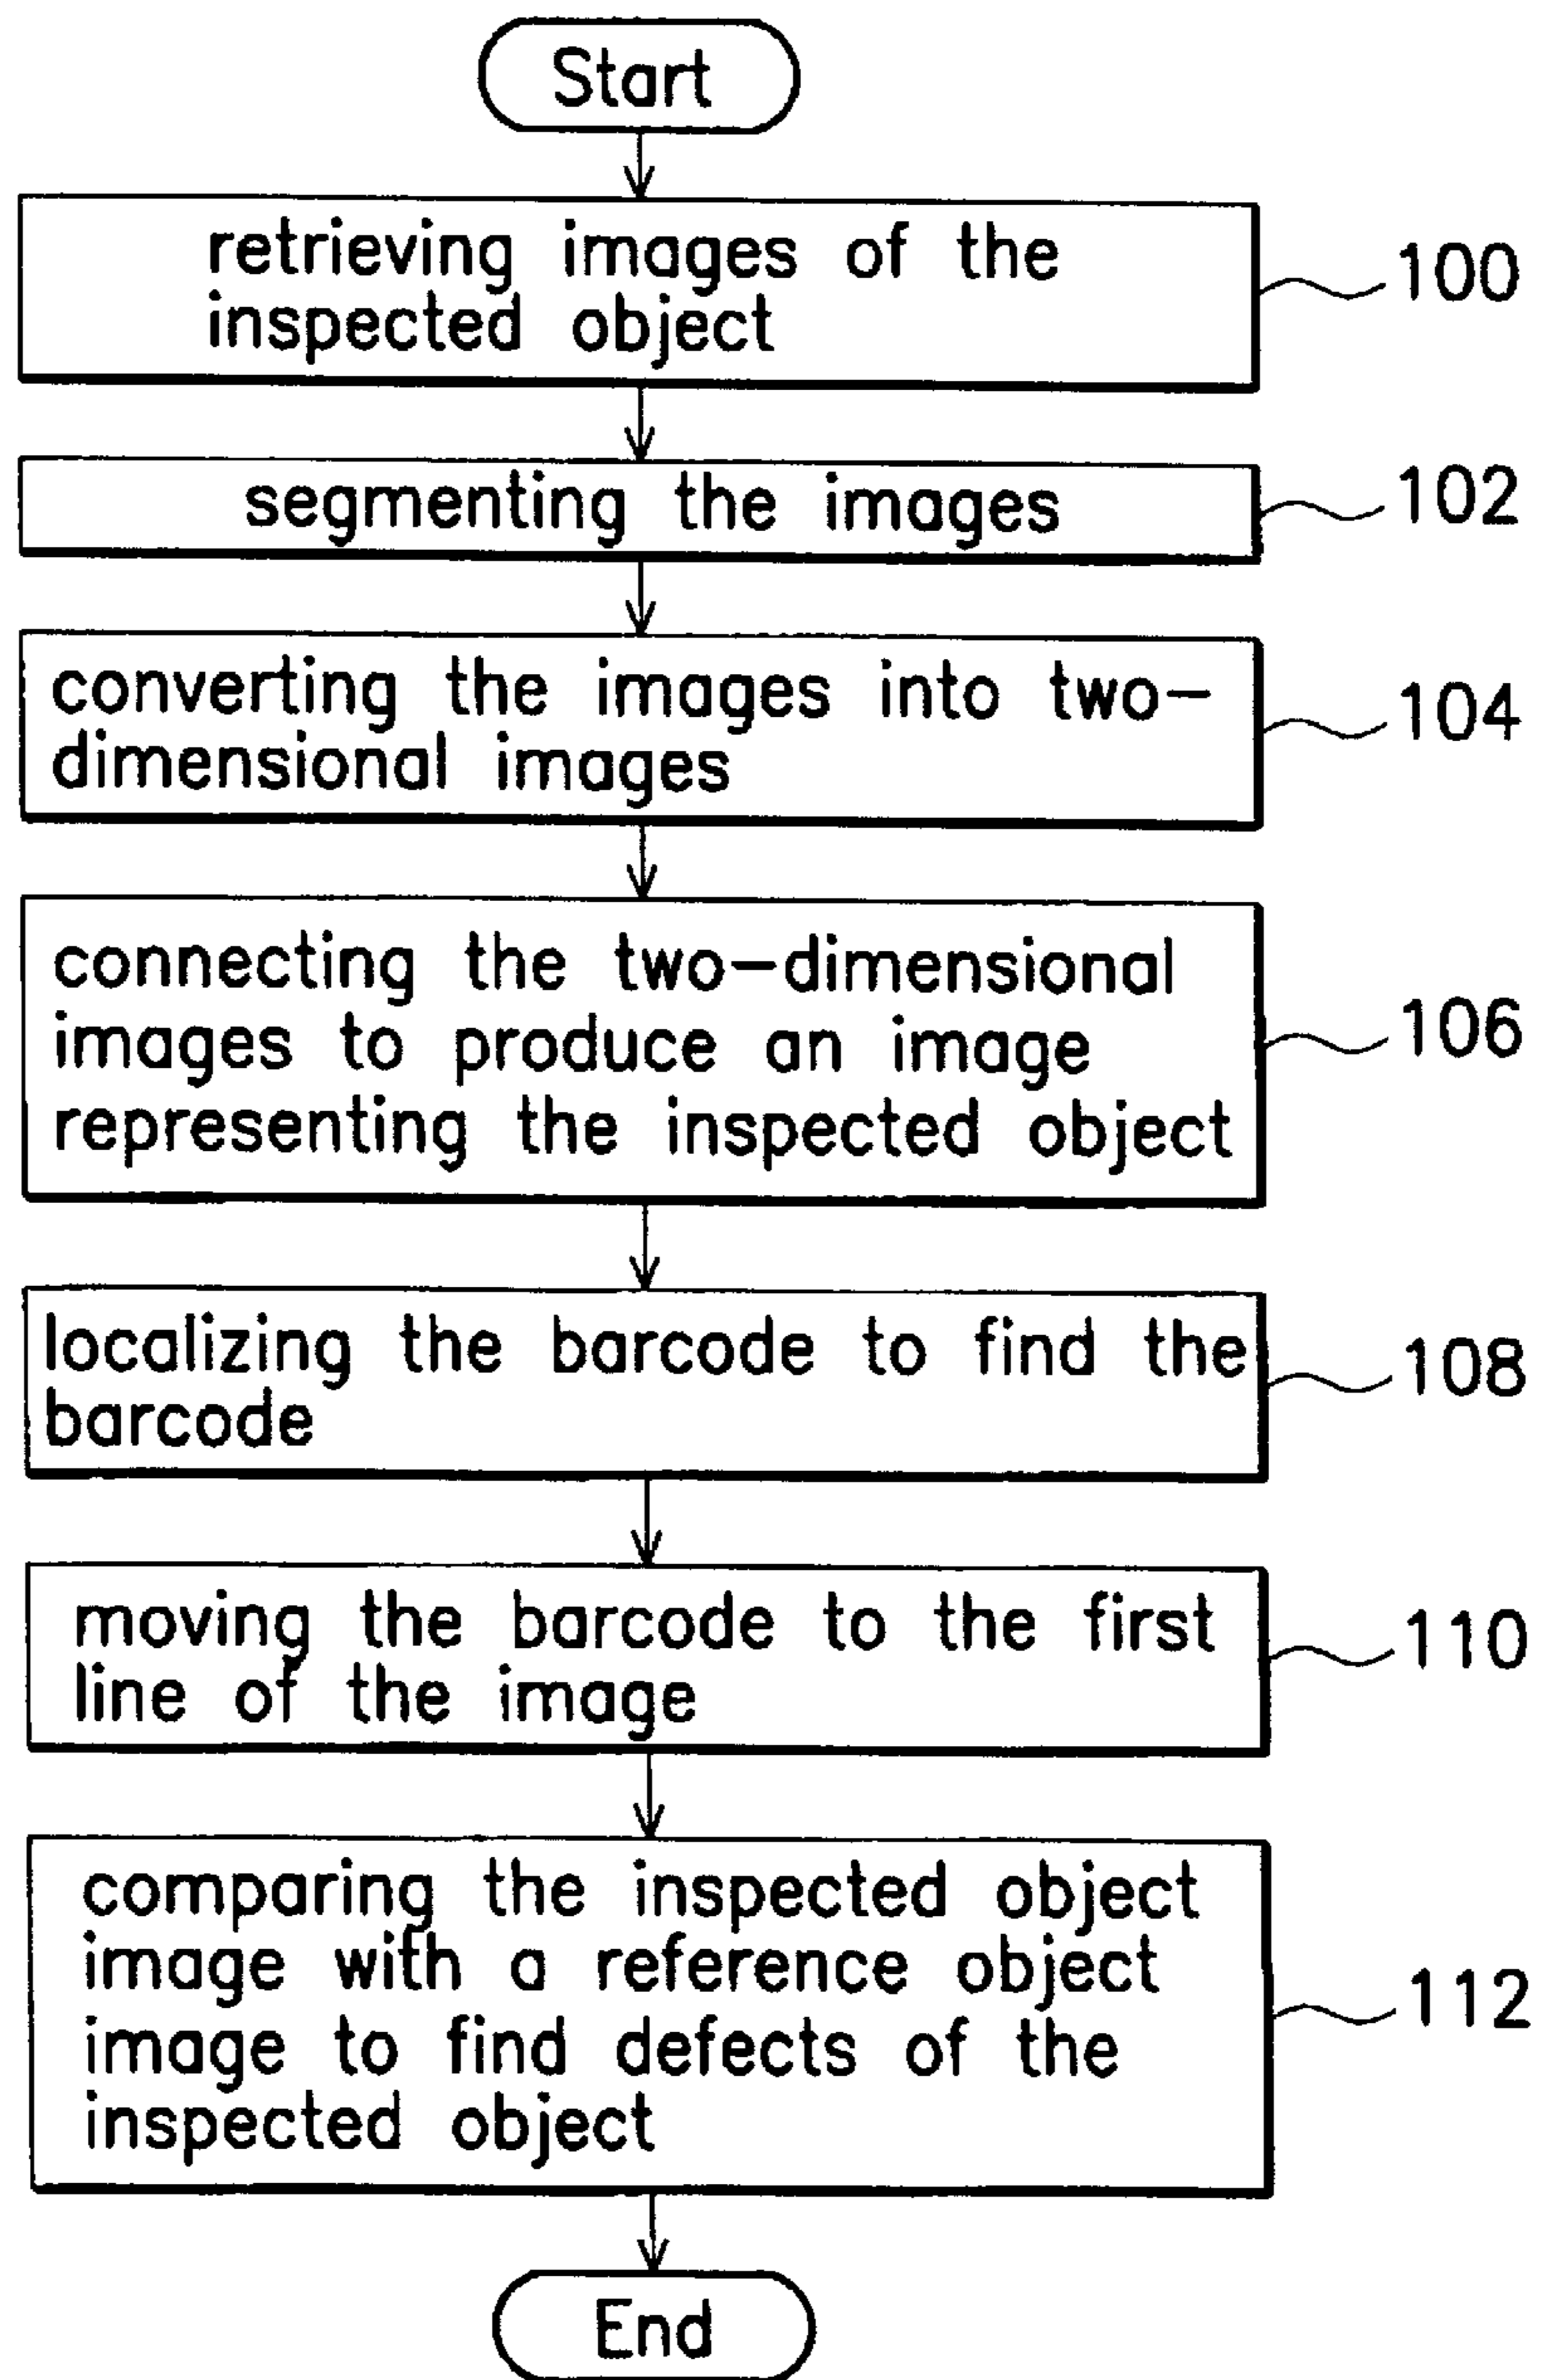 Start
retrieving images of the
inspected object
100
segmenting the images
102
converting the images into two-
dimensional images
104
connecting the two-dimensional
images to produce an image
representing the inspected object
106
localizing the barcode to find the
barcode
108
moving the barcode to the first
line of the image
110
comparing the inspected object
image with a reference object
image to find defects of the
inspected object
112
End